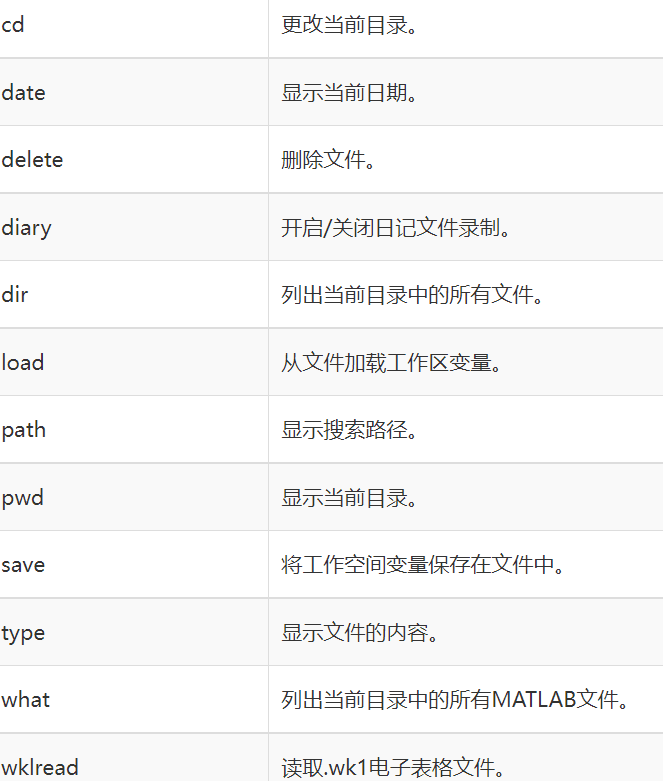 cd 更改当前目录。
date 显示当前日期。
delete 删除文件。
diary 开启/关闭日记文件录制。
dir 列出当前目录中的所有文件。
load 从文件加载工作区变量。
path 显示搜索路径。
pwd 显示当前目录。
save 将工作空间变量保存在文件中。
type 显示文件的内容。
what 列出当前目录中的所有MATLAB文件。
wklread 读取.wk1电子表格文件。